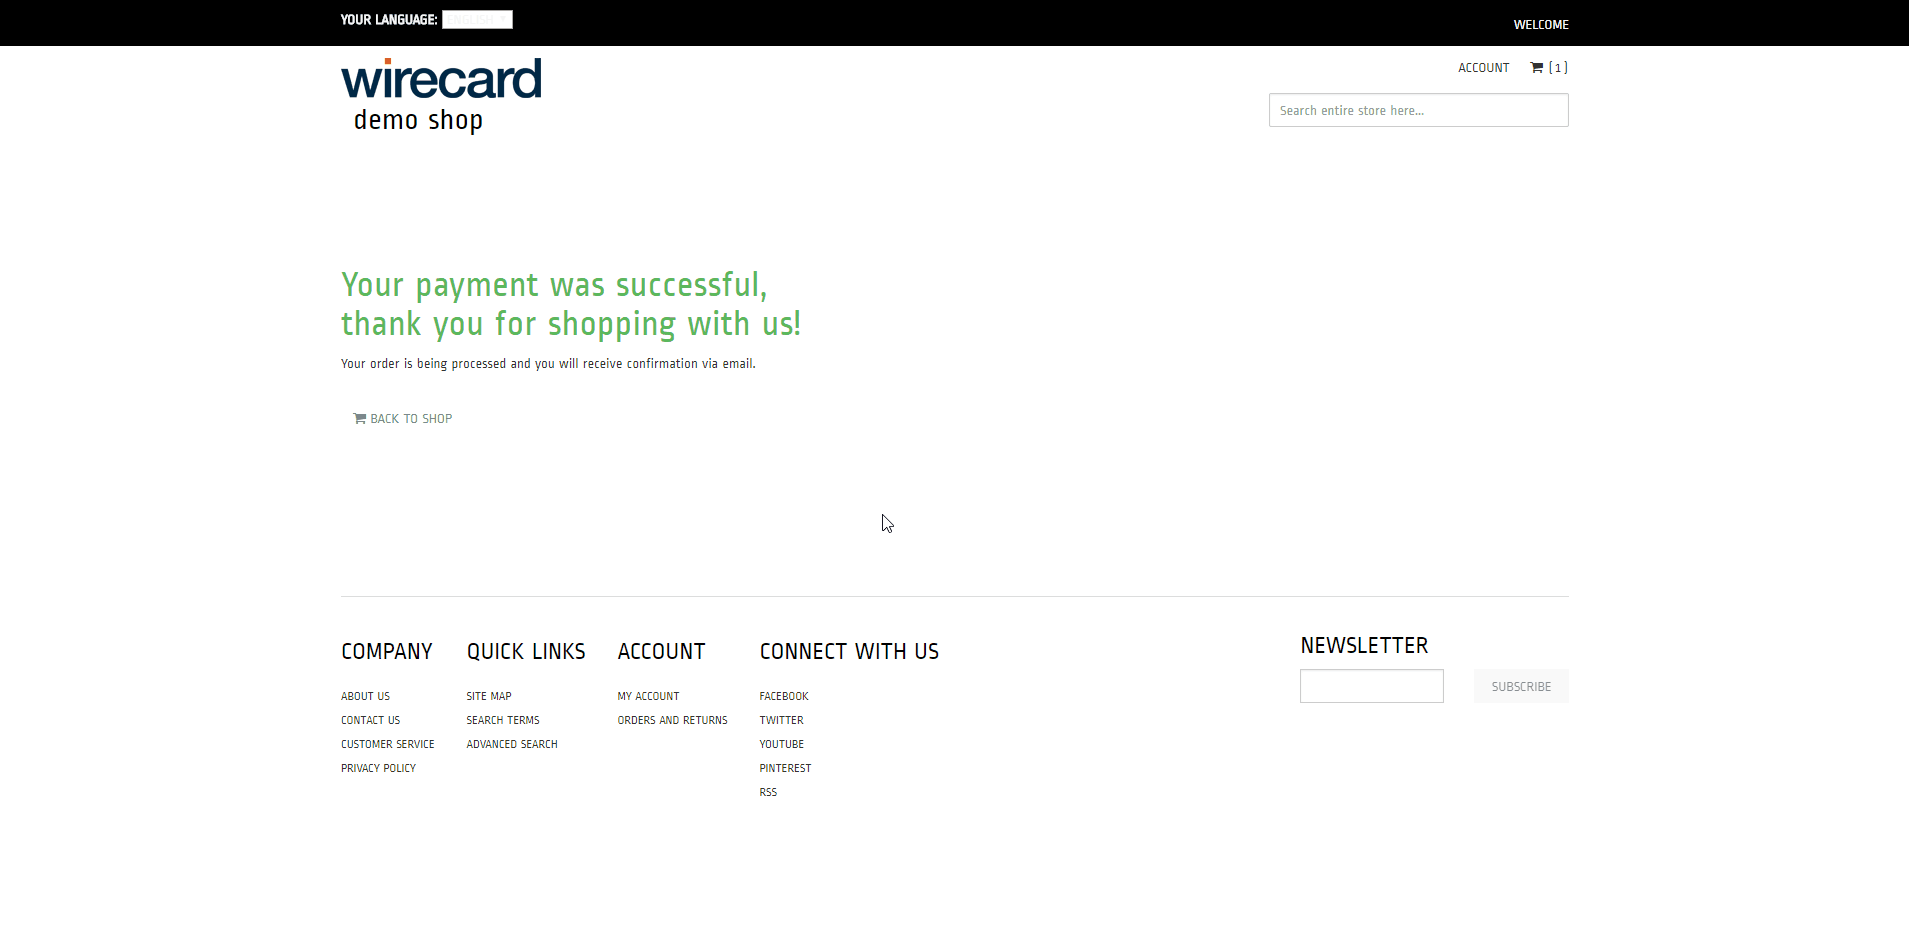 YOUR LANGUAGE: ENGLISH
WELCOME
wirecard
demo shop
ACCOUNT
( 1 )
Search entire store here...
Your payment was successful,
thank you for shopping with us!
Your order is being processed and you will receive confirmation via email.
BACK TO SHOP
COMPANY
ABOUT US
CONTACT US
CUSTOMER SERVICE
PRIVACY POLICY
QUICK LINKS
SITE MAP
SEARCH TERMS
ADVANCED SEARCH
ACCOUNT
MY ACCOUNT
ORDERS AND RETURNS
CONNECT WITH US
FACEBOOK
TWITTER
YOUTUBE
PINTEREST
RSS
NEWSLETTER
SUBSCRIBE